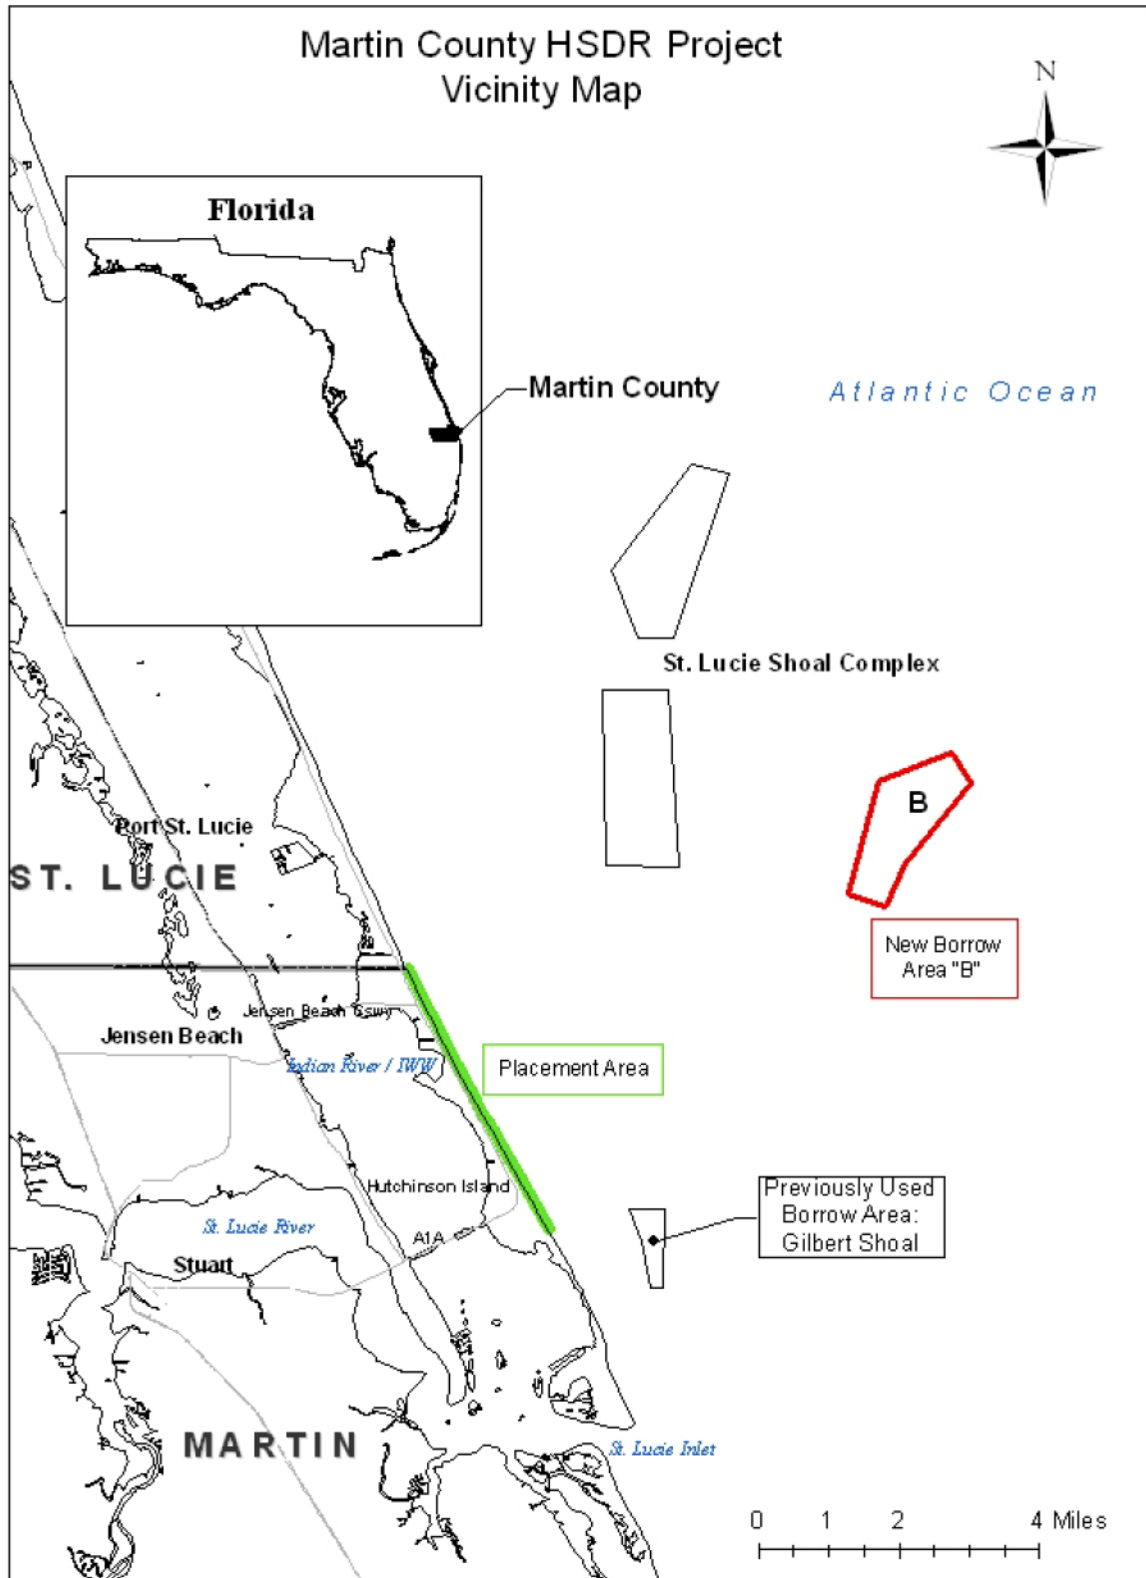 Martin County HSDR Project
Vicinity Map
N
Florida
Martin County
Atlantic Ocean
St. Lucie Shoal Complex
B
Port St. Lucie
ST. LUCIE
New Borrow
Area "B"
Jensen Beach Cswy
Jensen Beach
Indian River / IWW
Placement Area
Hutchinson Island
Previously Used
Borrow Area:
Gilbert Shoal
St. Lucie River
A1A
Stuart
MARTIN
St. Lucie Inlet
0 1 2 4 Miles